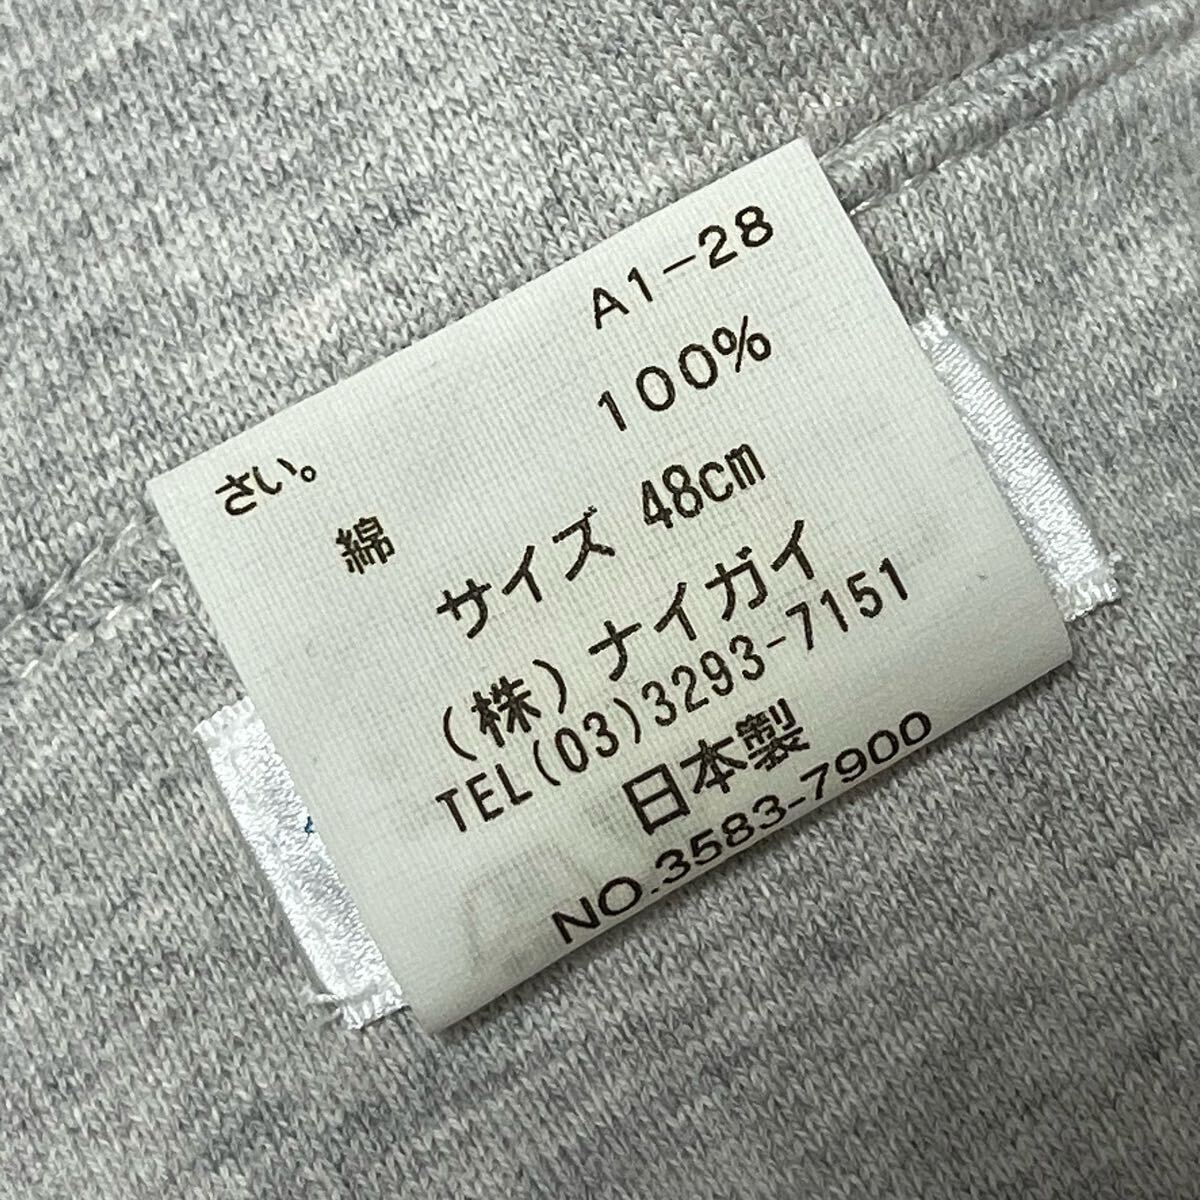 A1-28
さい。
綿 100%
サイズ 48cm
(株)ナイガイ
TEL(03)3293-7151
日本製
NO.3583-7900